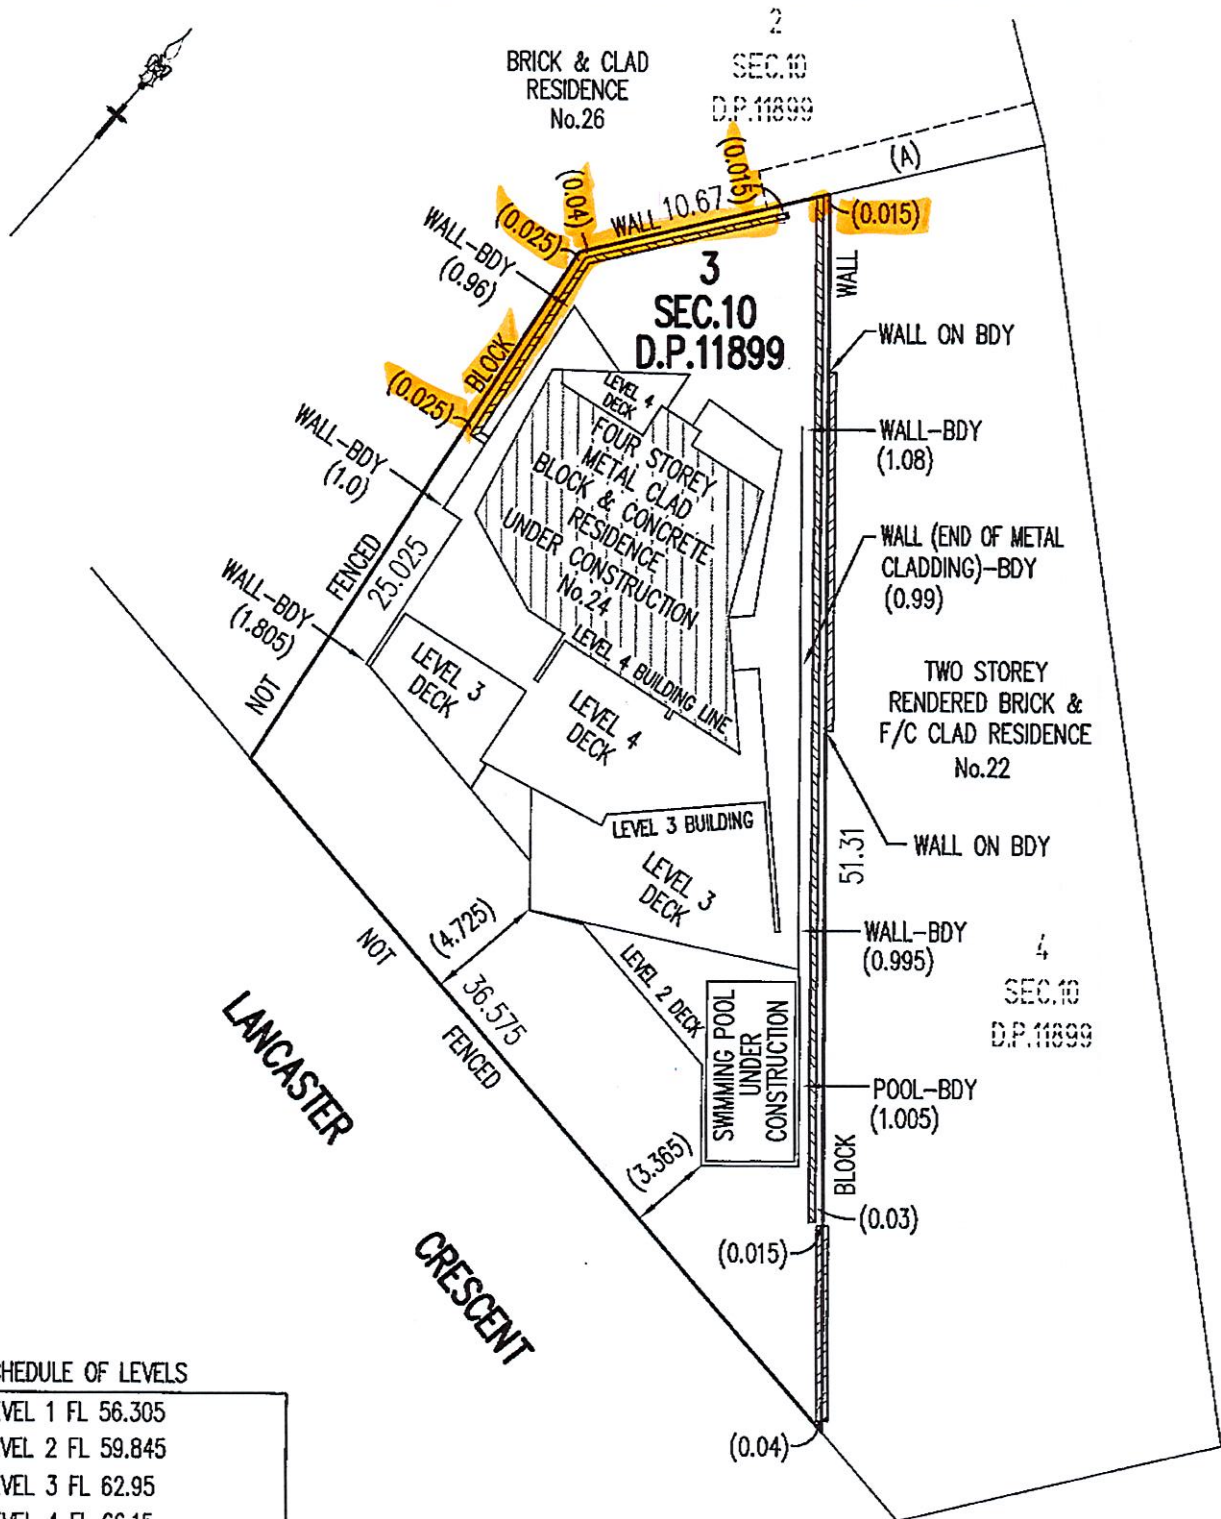 2
SEC.10
D.P.11899
BRICK & CLAD
RESIDENCE
No.26
(A)
(0.015)
(0.04)
(0.025)
WALL 10.67
(0.015)
WALL-BDY
(0.96)
3
SEC.10
D.P.11899
WALL
WALL ON BDY
BLOCK
(0.025)
LEVEL 4
DECK
WALL-BDY
(1.0)
FOUR STOREY
METAL CLAD
BLOCK & CONCRETE
RESIDENCE
UNDER CONSTRUCTION
No.24
WALL-BDY
(1.08)
WALL (END OF METAL
CLADDING)-BDY
(0.99)
NOT FENCED
25.025
WALL-BDY
(1.805)
LEVEL 3
DECK
LEVEL 4 BUILDING LINE
LEVEL 4
DECK
TWO STOREY
RENDERED BRICK &
F/C CLAD RESIDENCE
No.22
LEVEL 3 BUILDING
LEVEL 3
DECK
51.31
WALL ON BDY
WALL-BDY
(0.995)
4
SEC.10
D.P.11899
(4.725)
NOT FENCED
36.575
LEVEL 2 DECK
SWIMMING POOL
UNDER
CONSTRUCTION
POOL-BDY
(1.005)
BLOCK
(3.365)
(0.03)
(0.015)
(0.04)
LANCASTER
CRESCENT
CHEDULE OF LEVELS
EVEL 1 FL 56.305
EVEL 2 FL 59.845
EVEL 3 FL 62.95